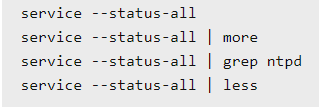 service --status-all
service --status-all | more
service --status-all | grep ntpd
service --status-all | less